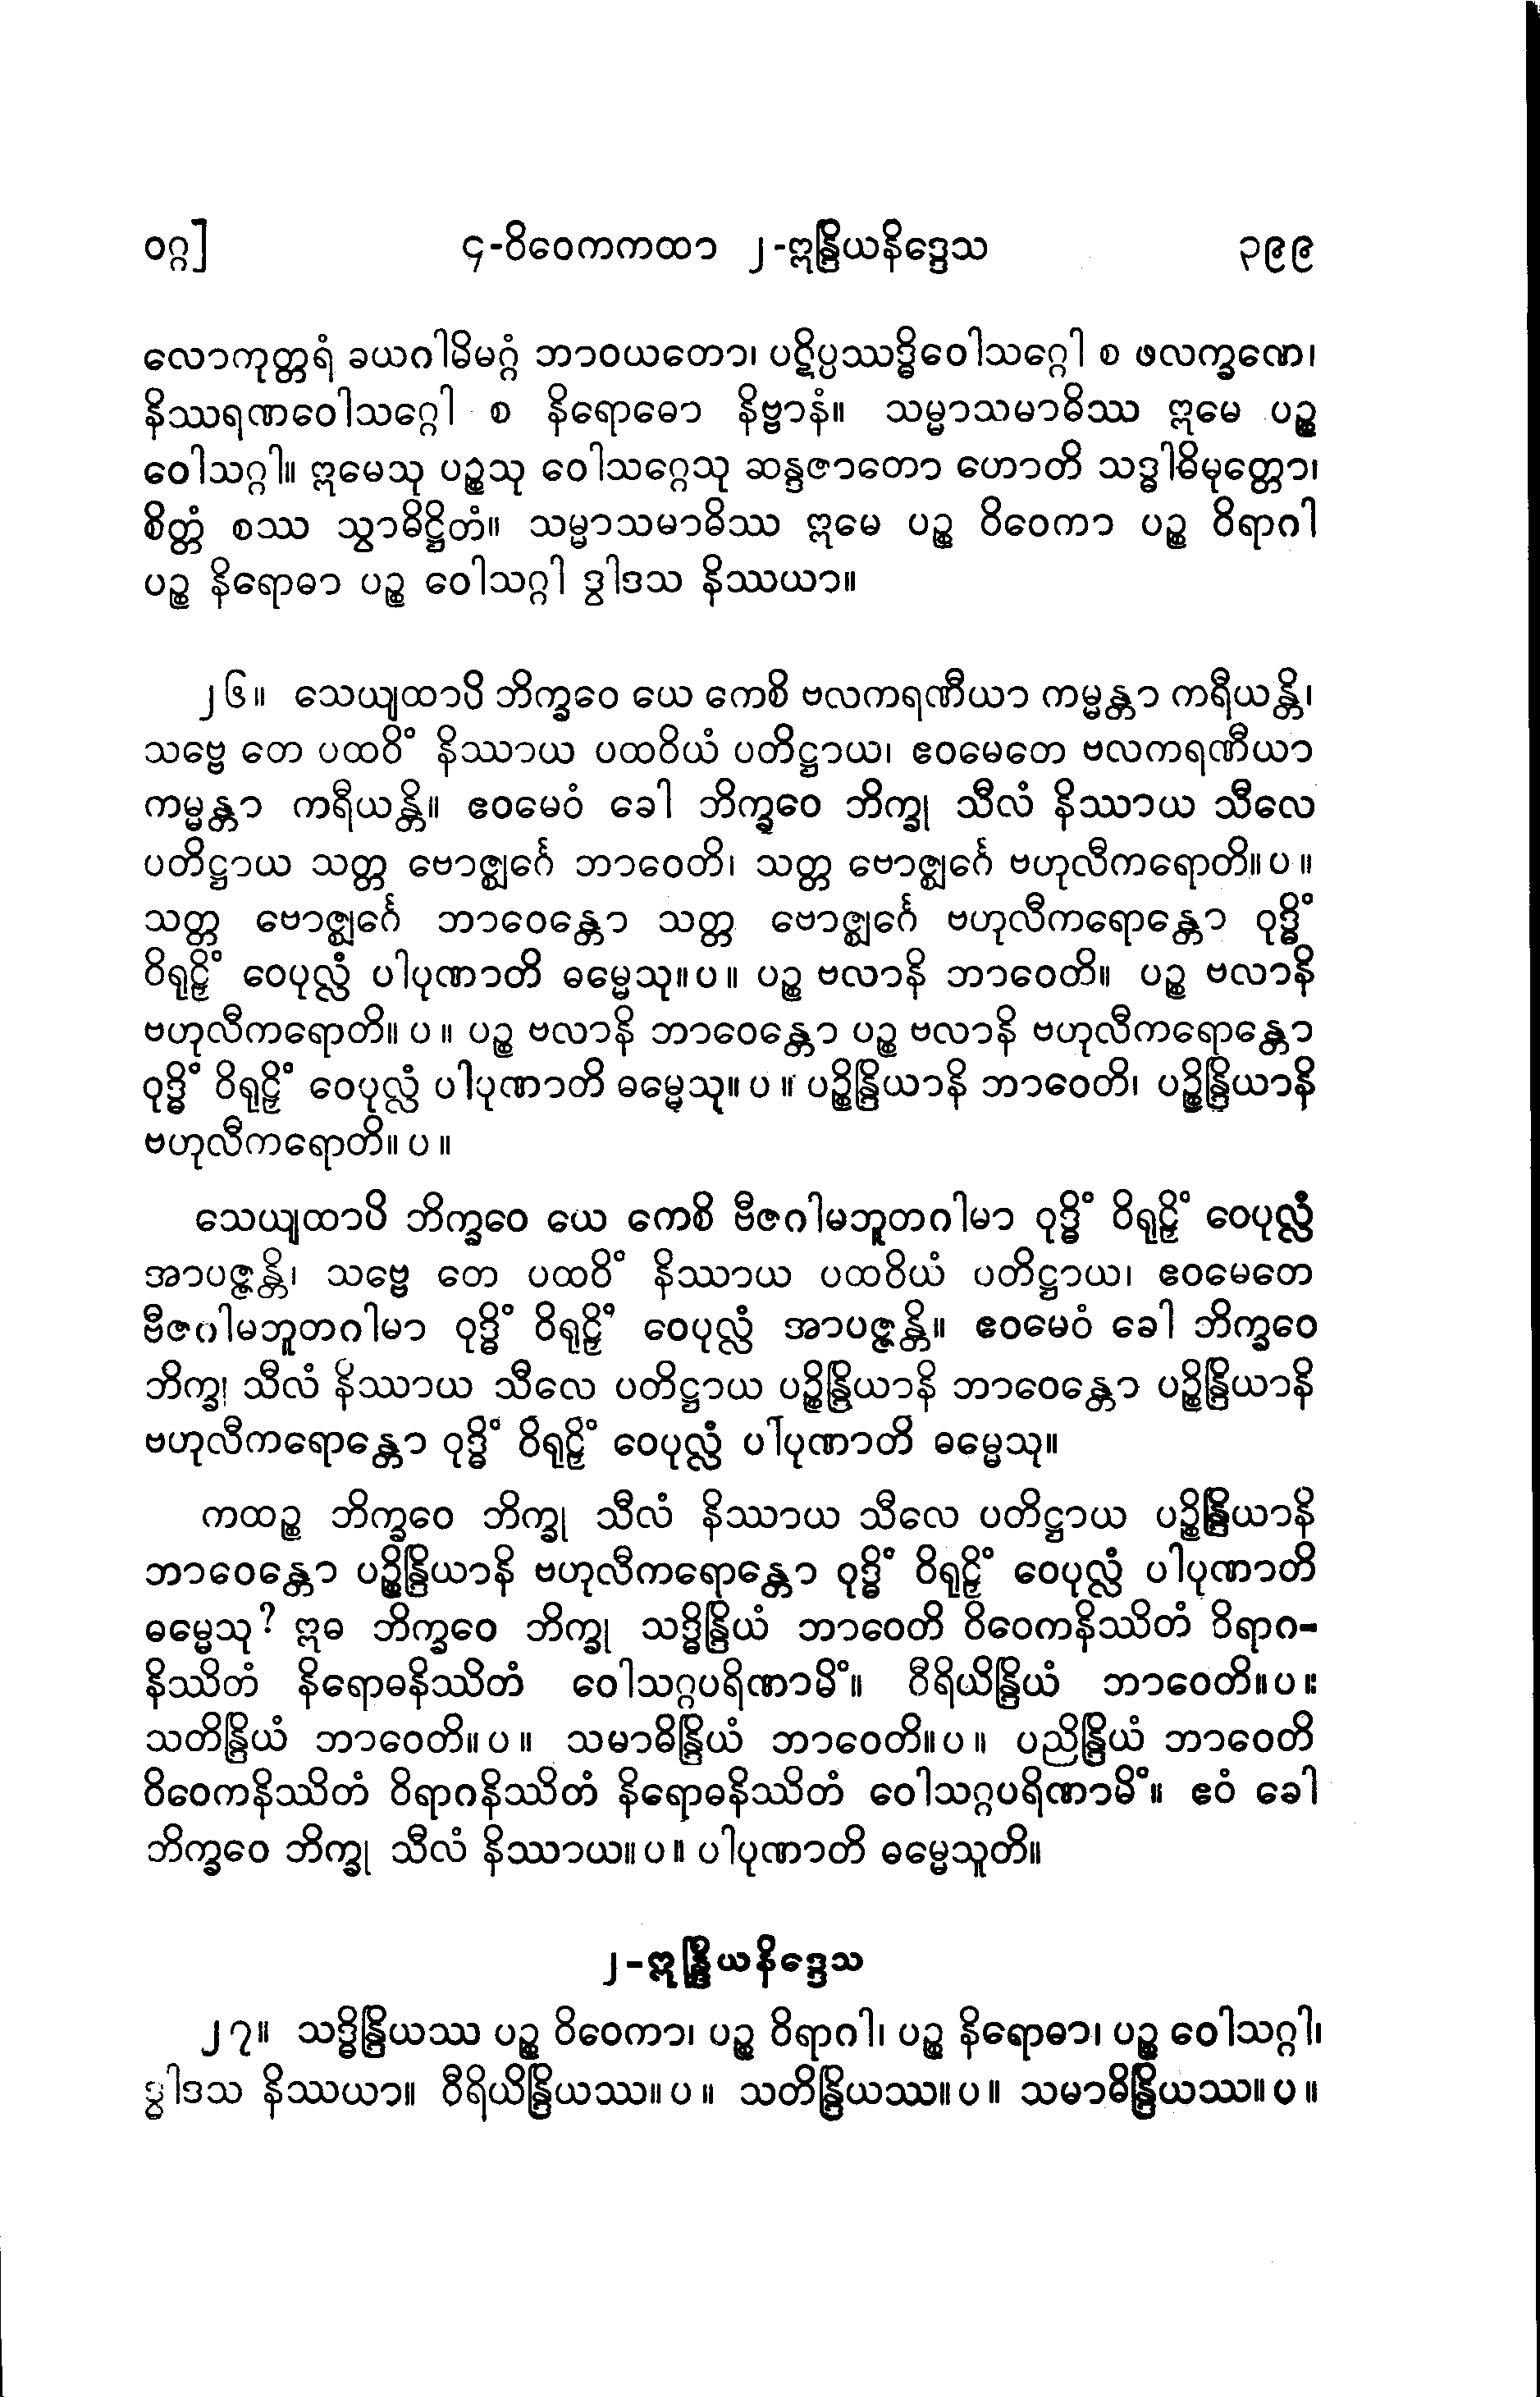 ဝဂ္ဂ] ၄-ဝိဝေကကထာ ၂-ဣန္ဒြိယနိဒ္ဒေသ ၃၉၉
လောကုတ္တရံ ခယဂါမိမဂ္ဂံ ဘာဝယတော၊ ပဋိပ္ပဿဒ္ဓိဝေါသဂ္ဂေါ စ ဖလက္ခဏေ၊
နိဿရဏဝေါသဂ္ဂေါ စ နိရောဓော နိဗ္ဗာနံ။ သမ္မာသမာဓိဿ ဣမေ ပဉ္စ
ဝေါသဂ္ဂါ။ ဣမေသု ပဉ္စသု ဝေါသဂ္ဂေသု ဆန္ဒဇာတော ဟောတိ သဒ္ဓါဓိမုတ္တော၊
စိတ္တံ စဿ သွာဓိဋ္ဌိတံ။ သမ္မာသမာဓိဿ ဣမေ ပဉ္စ ဝိဝေကာ ပဉ္စ ဝိရာဂါ
ပဉ္စ နိရောဓာ ပဉ္စ ဝေါသဂ္ဂါ ဒွါဒသ နိဿယာ။
၂၆။ သေယျထာပိ ဘိက္ခဝေ ယေ ကေစိ ဗလကရဏီယာ ကမ္မန္တာ ကရီယန္တိ၊
သဗ္ဗေ တေ ပထဝိံ နိဿာယ ပထဝိယံ ပတိဋ္ဌာယ၊ ဧဝမေတေ ဗလကရဏီယာ
ကမ္မန္တာ ကရီယန္တိ။ ဧဝမေဝံ ခေါ ဘိက္ခဝေ ဘိက္ခု သီလံ နိဿာယ သီလေ
ပတိဋ္ဌာယ သတ္တ ဗောဇ္ဈင်္ဂေ ဘာဝေတိ၊ သတ္တ ဗောဇ္ဈင်္ဂေ ဗဟုလီကရောတိ။ ပ ။
သတ္တ ဗောဇ္ဈင်္ဂေ ဘာဝေန္တော သတ္တ ဗောဇ္ဈင်္ဂေ ဗဟုလီကရောန္တော ဝုဒ္ဓိံ
ဝိရုဠှိံ ဝေပုလ္လံ ပါပုဏာတိ ဓမ္မေသု။ ပ ။ ပဉ္စ ဗလာနိ ဘာဝေတိ။ ပဉ္စ ဗလာနိ
ဗဟုလီကရောတိ။ ပ ။ ပဉ္စ ဗလာနိ ဘာဝေန္တော ပဉ္စ ဗလာနိ ဗဟုလီကရောန္တော
ဝုဒ္ဓိံ ဝိရုဠှိံ ဝေပုလ္လံ ပါပုဏာတိ ဓမ္မေသု။ ပ ။ ပဉ္စိန္ဒြိယာနိ ဘာဝေတိ၊ ပဉ္စိန္ဒြိယာနိ
ဗဟုလီကရောတိ။ ပ ။
သေယျထာပိ ဘိက္ခဝေ ယေ ကေစိ ဗီဇဂါမဘူတဂါမာ ဝုဒ္ဓိံ ဝိရုဠှိံ ဝေပုလ္လံ
အာပဇ္ဇန္တိ၊ သဗ္ဗေ တေ ပထဝိံ နိဿာယ ပထဝိယံ ပတိဋ္ဌာယ၊ ဧဝမေတေ
ဗီဇဂါမဘူတဂါမာ ဝုဒ္ဓိံ ဝိရုဠှိံ ဝေပုလ္လံ အာပဇ္ဇန္တိ။ ဧဝမေဝံ ခေါ ဘိက္ခဝေ
ဘိက္ခု သီလံ နိဿာယ သီလေ ပတိဋ္ဌာယ ပဉ္စိန္ဒြိယာနိ ဘာဝေန္တော ပဉ္စိန္ဒြိယာနိ
ဗဟုလီကရောန္တော ဝုဒ္ဓိံ ဝိရုဠှိံ ဝေပုလ္လံ ပါပုဏာတိ ဓမ္မေသု။
ကထဉ္စ ဘိက္ခဝေ ဘိက္ခု သီလံ နိဿာယ သီလေ ပတိဋ္ဌာယ ပဉ္စိန္ဒြိယာနိ
ဘာဝေန္တော ပဉ္စိန္ဒြိယာနိ ဗဟုလီကရောန္တော ဝုဒ္ဓိံ ဝိရုဠှိံ ဝေပုလ္လံ ပါပုဏာတိ
ဓမ္မေသု? ဣဓ ဘိက္ခဝေ ဘိက္ခု သဒ္ဓိန္ဒြိယံ ဘာဝေတိ ဝိဝေကနိဿိတံ ဝိရာဂ-
နိဿိတံ နိရောဓနိဿိတံ ဝေါသဂ္ဂပရိဏာမိံ။ ဝီရိယိန္ဒြိယံ ဘာဝေတိ။ ပ ။
သတိန္ဒြိယံ ဘာဝေတိ။ ပ ။ သမာဓိန္ဒြိယံ ဘာဝေတိ။ ပ ။ ပညိန္ဒြိယံ ဘာဝေတိ
ဝိဝေကနိဿိတံ ဝိရာဂနိဿိတံ နိရောဓနိဿိတံ ဝေါသဂ္ဂပရိဏာမိံ။ ဧဝံ ခေါ
ဘိက္ခဝေ ဘိက္ခု သီလံ နိဿာယ။ ပ ။ ပါပုဏာတိ ဓမ္မေသူတိ။
၂-ဣန္ဒြိယနိဒ္ဒေသ
၂၇။ သဒ္ဓိန္ဒြိယဿ ပဉ္စ ဝိဝေကာ၊ ပဉ္စ ဝိရာဂါ၊ ပဉ္စ နိရောဓာ၊ ပဉ္စ ဝေါသဂ္ဂါ၊
ဒွါဒသ နိဿယာ။ ဝီရိယိန္ဒြိယဿ။ ပ ။ သတိန္ဒြိယဿ။ ပ ။ သမာဓိန္ဒြိယဿ။ ပ ။